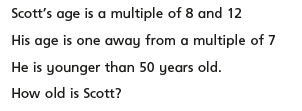 Scott's age is a multiple of 8 and 12
His age is one away from a multiple of 7
He is younger than 50 years old.
How old is Scott?